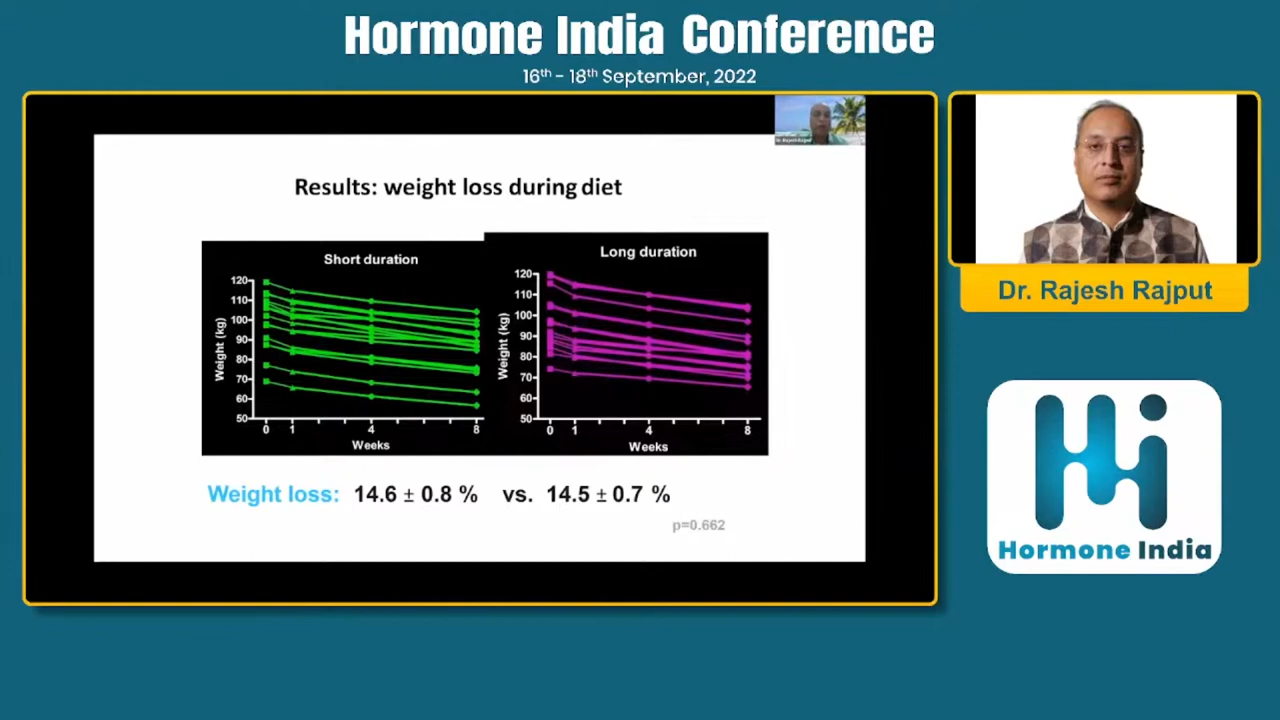 Hormone India Conference
16th - 18th September, 2022
Results: weight loss during diet
Short duration
Weight (kg)
120
110
100
90
80
70
60
50
0 1 4 8
Weeks
Long duration
Weight (kg)
120
110
100
90
80
70
60
50
0 1 4 8
Weeks
Weight loss: 14.6 ± 0.8 % vs. 14.5 ± 0.7 %
p=0.662
Dr. Rajesh Rajput
Hormone India